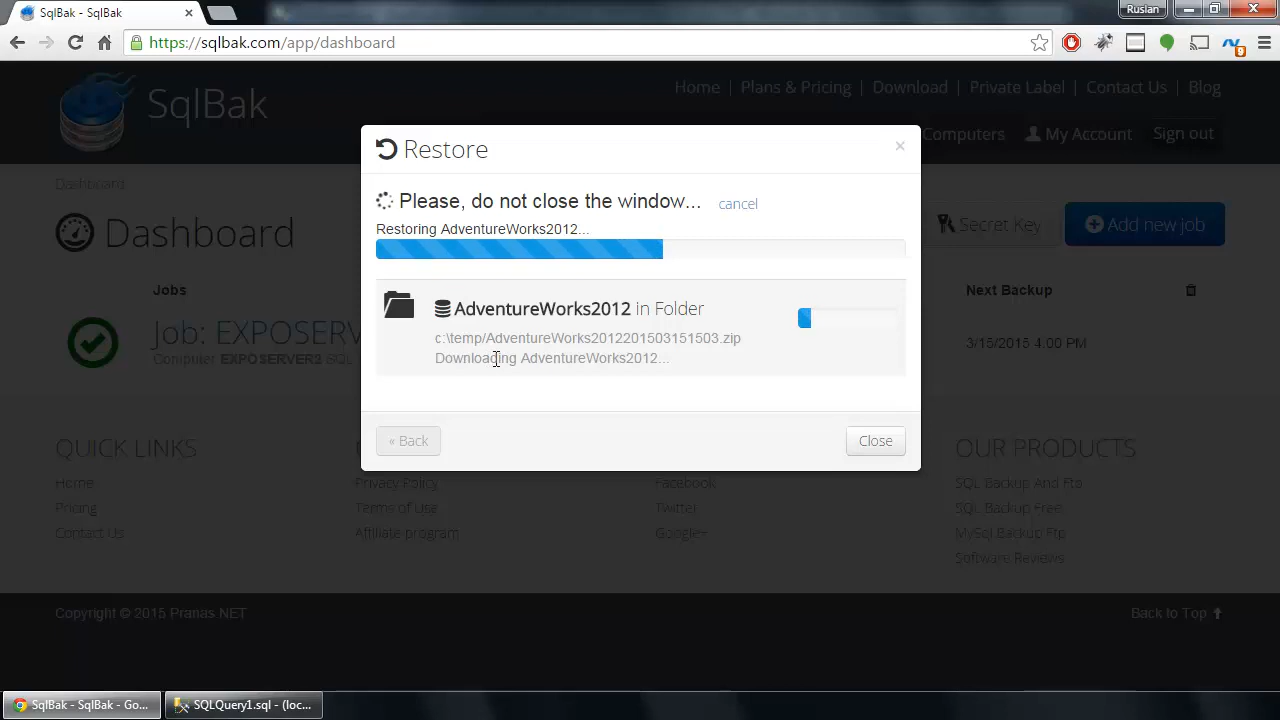 SqlBak - SqlBak
Ruslan
https://sqlbak.com/app/dashboard
9
SqlBak
Home | Plans & Pricing | Download | Private Label | Contact Us | Blog
Computers My Account Sign out
Dashboard
Dashboard
Secret Key
Add new job
Restore
×
Please, do not close the window... cancel
Restoring AdventureWorks2012...
AdventureWorks2012 in Folder
c:\temp/AdventureWorks2012201503151503.zip
Downloading AdventureWorks2012...
« Back
Close
Jobs
Next Backup
Job: EXPOSERV
Computer EXPOSERVER2 SQL
3/15/2015 4:00 PM
QUICK LINKS
Home
Pricing
Contact Us
Privacy Policy
Terms of Use
Affiliate program
Facebook
Twitter
Google+
OUR PRODUCTS
SQL Backup And Ftp
SQL Backup Free
MySql Backup Ftp
Software Reviews
Copyright © 2015 Pranas.NET
Back to Top
SqlBak - SqlBak - Go...
SQLQuery1.sql - (loc...